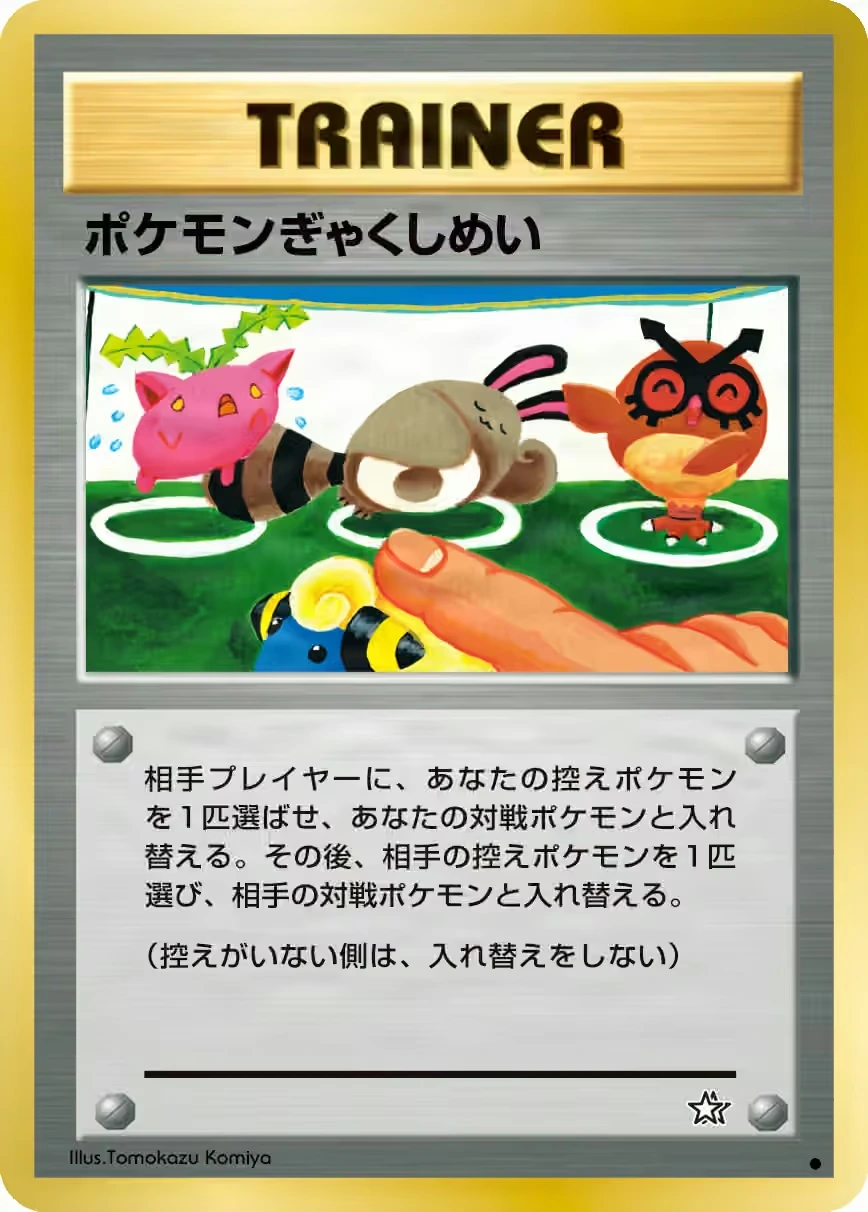 TRAINER
ポケモンぎゃくしめい
相手プレイヤーに、あなたの控えポケモン
を1匹選ばせ、あなたの対戦ポケモンと入れ
替える。その後、相手の控えポケモンを1匹
選び、相手の対戦ポケモンと入れ替える。
（控えがいない側は、入れ替えをしない）
Illus.Tomokazu Komiya